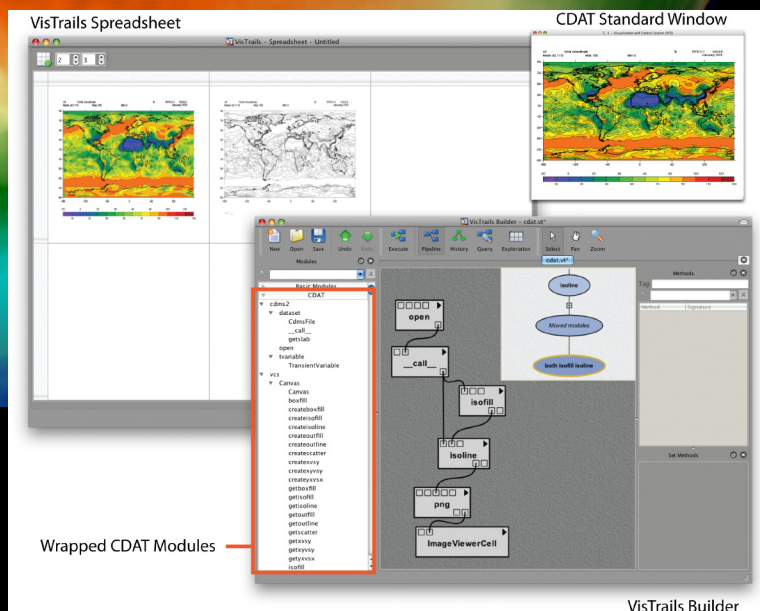 VisTrails Spreadsheet
CDAT Standard Window
VisTrails - Spreadsheet - Untitled
2
3
VisTrails Builder - cdat.vt*
New
Open
Save
Undo
Redo
Execute
Pipeline
History
Query
Exploration
Select
Pan
Zoom
Modules
cdat.vt*
Methods
Basic Modules
CDAT
cdms2
dataset
CdmsFile
__call__
getslab
open
tvariable
TransientVariable
vcs
Canvas
Canvas
boxfill
createboxfill
createisofill
createisoline
createoutfill
createoutline
createscatter
createxvsy
createxyvsy
createyxvsx
getboxfill
getisofill
getisoline
getoutfill
getoutline
getscatter
getxvsy
getxyvsy
getyxvsx
isofill
open
__call__
isofill
isoline
png
ImageViewerCell
isoline
Moved modules
both isofill isoline
Tag:
Method
Signature
Set Methods
Wrapped CDAT Modules
VisTrails Builder